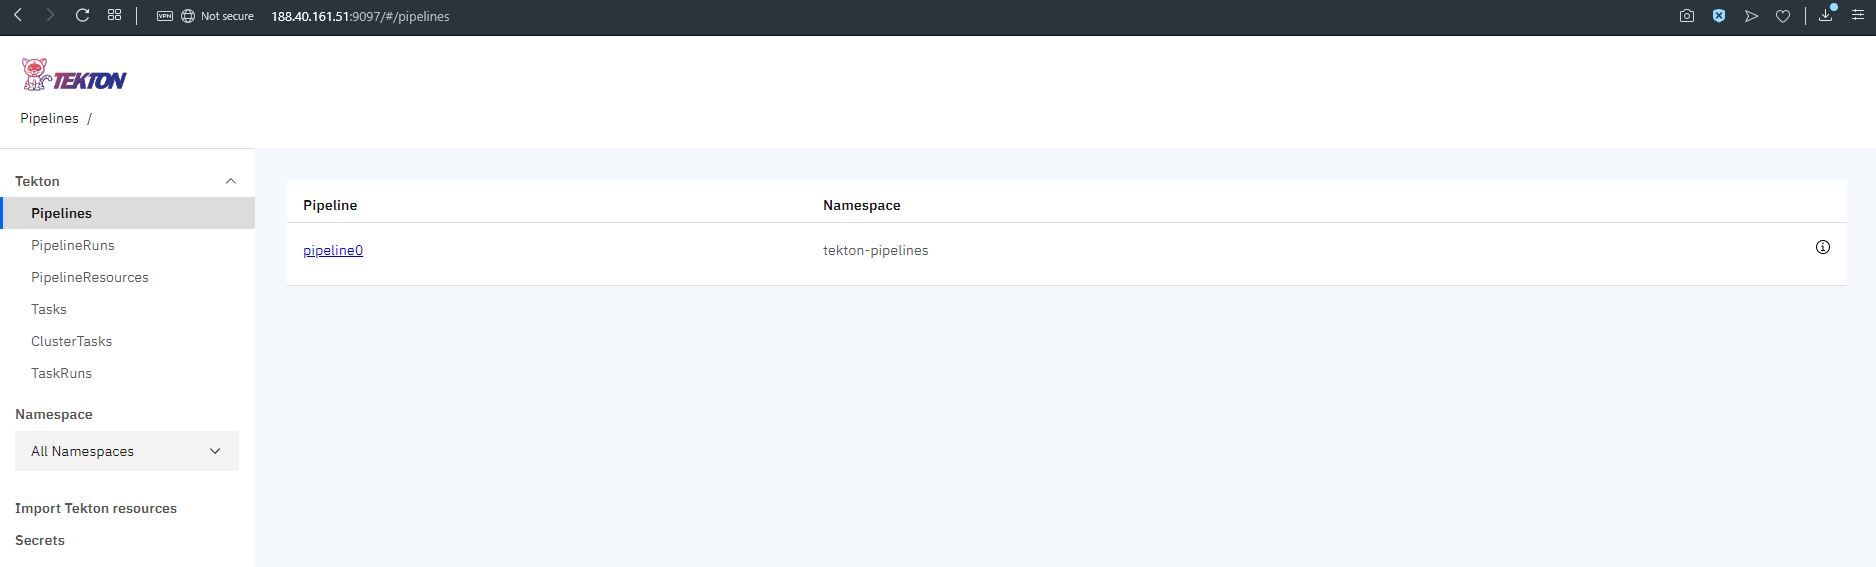 VPN Not secure 188.40.161.51:9097/#/pipelines
TEKTON
Pipelines /
Tekton
Pipelines
PipelineRuns
PipelineResources
Tasks
ClusterTasks
TaskRuns
Namespace
All Namespaces
Import Tekton resources
Secrets
Pipeline Namespace
pipeline0 tekton-pipelines